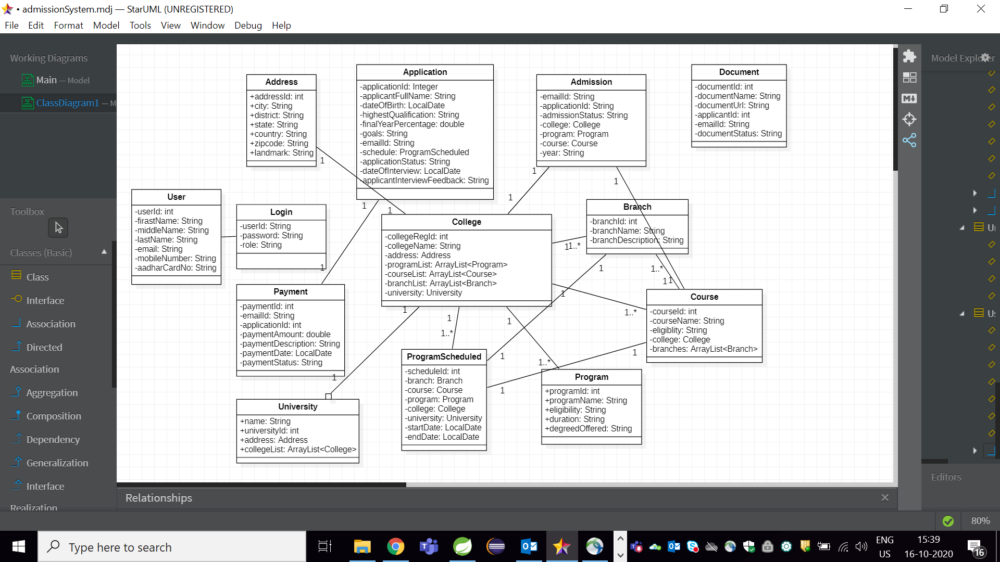 • admissionSystem.mdj — StarUML (UNREGISTERED)
File Edit Format Model Tools View Window Debug Help
Working Diagrams
Main — Model
ClassDiagram1 — M
Toolbox
Classes (Basic)
Class
Interface
Association
Directed
Association
Aggregation
Composition
Dependency
Generalization
Interface
Realization
Address
+addressId: int
+city: String
+district: String
+state: String
+country: String
+zipcode: String
+landmark: String
1
Application
-applicationId: Integer
-applicantFullName: String
-dateOfBirth: LocalDate
-highestQualification: String
-finalYearPercentage: double
-goals: String
-emailId: String
-schedule: ProgramScheduled
-applicationStatus: String
-dateOfInterview: LocalDate
-applicantInterviewFeedback: String
1
1
Admission
-emailId: String
-applicationId: String
-admissionStatus: String
-college: College
-program: Program
-course: Course
-year: String
1
1
1
Document
-documentId: int
-documentName: String
-documentUrl: String
-applicantId: int
-emailId: String
-documentStatus: String
User
-userId: int
-firastName: String
-middleName: String
-lastName: String
-email: String
-mobileNumber: String
-aadharCardNo: String
Login
-userId: String
-password: String
-role: String
1
College
-collegeRegId: int
-collegeName: String
-address: Address
-programList: ArrayList<Program>
-courseList: ArrayList<Course>
-branchList: ArrayList<Branch>
-university: University
1
1..*
1
1
1
1..*
1
1..*
Branch
-branchId: int
-branchName: String
-branchDescription: String
1
1..*
1
1
1..*
Payment
-paymentId: int
-emailId: String
-applicationId: int
-paymentAmount: double
-paymentDescription: String
-paymentDate: LocalDate
-paymentStatus: String
1
Course
-courseId: int
-courseName: String
-eligiblity: String
-college: College
-branches: ArrayList<Branch>
1
University
+name: String
+universityId: int
+address: Address
+collegeList: ArrayList<College>
ProgramScheduled
-scheduleId: int
-branch: Branch
-course: Course
-program: Program
-college: College
-university: University
-startDate: LocalDate
-endDate: LocalDate
1
1
Program
+programId: int
+programName: String
+eligibility: String
+duration: String
+degreedOffered: String
M↓
Model Explorer
Editors
Relationships
80%
Type here to search
ENG
US
15:39
16-10-2020
16